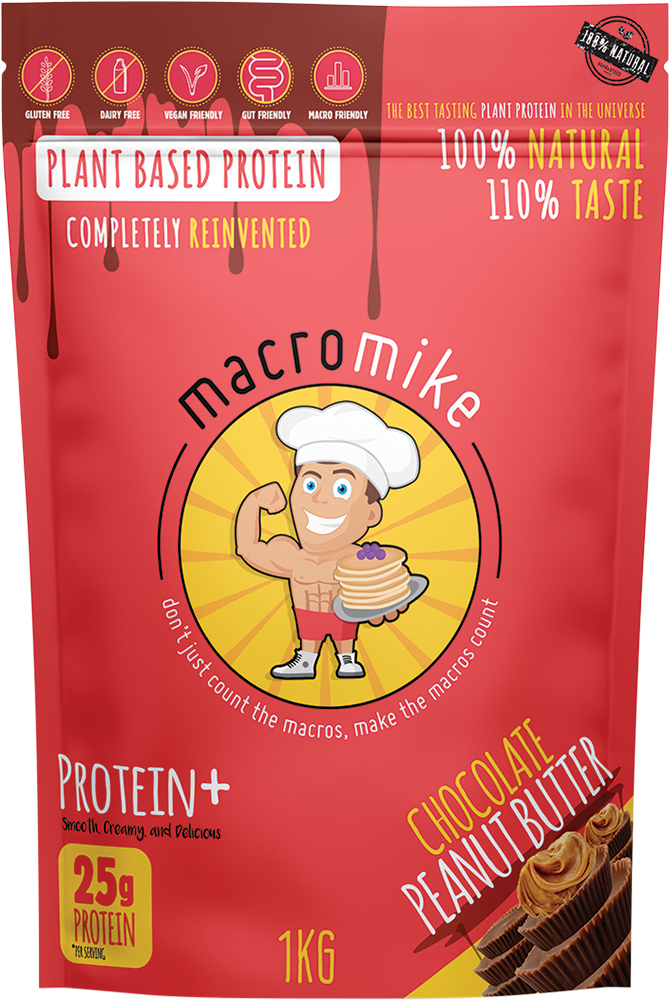 100% NATURAL
GLUTEN FREE
DAIRY FREE
VEGAN FRIENDLY
GUT FRIENDLY
MACRO FRIENDLY
THE BEST TASTING PLANT PROTEIN IN THE UNIVERSE
100% NATURAL
110% TASTE
PLANT BASED PROTEIN
COMPLETELY REINVENTED
macromike
don't just count the macros, make the macros count
PROTEIN+
Smooth, Creamy, and Delicious
25g
PROTEIN
*PER SERVING
1KG
CHOCOLATE
PEANUT BUTTER